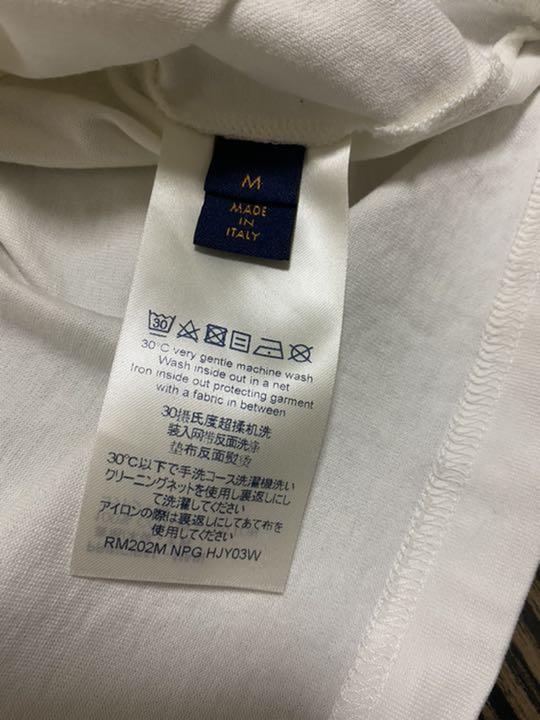 M
MADE
IN
ITALY
30
30°C very gentle machine wash
Wash inside out in a net
Iron inside out protecting garment
with a fabric in between
30摄氏度超揉机洗
装入网带反面洗涤
垫布反面熨烫
30℃以下で手洗コース洗濯機洗い
クリーニングネットを使用し裏返しにし
て洗濯してください
アイロンの際は裏返しにしてあて布を
使用してください
RM202M NPG HJY03W